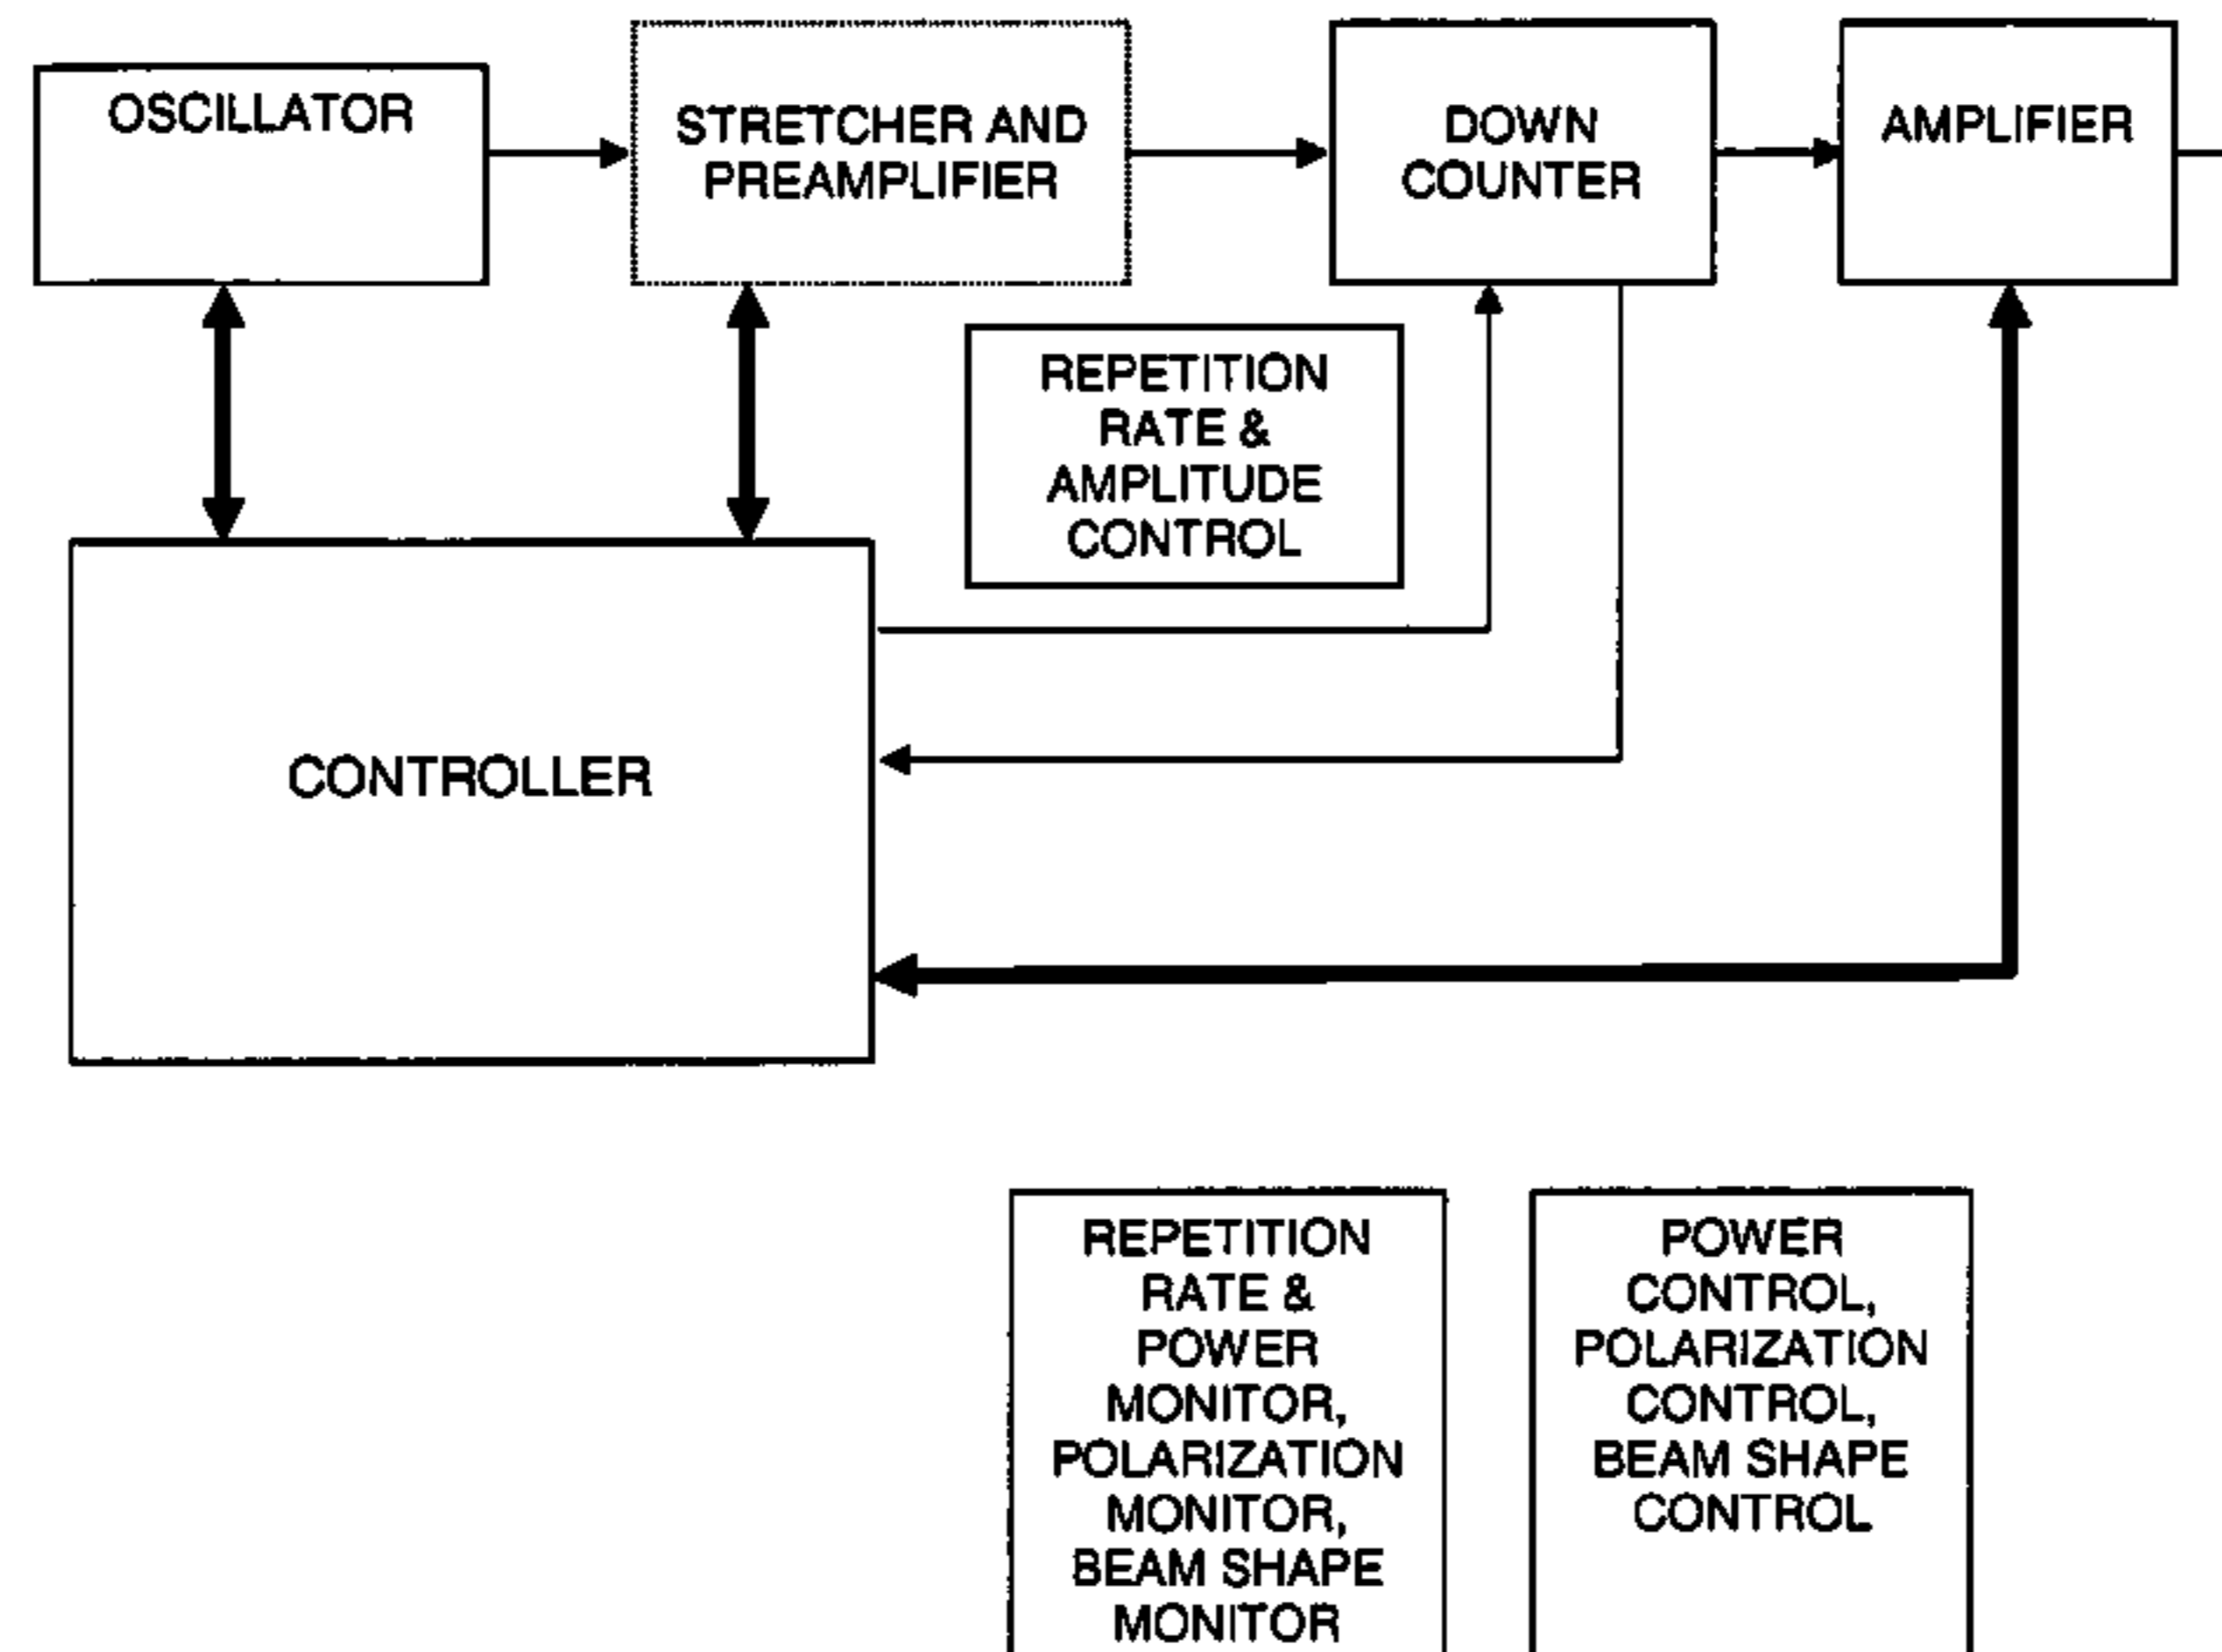 OSCILLATOR
STRETCHER AND
PREAMPLIFIER
DOWN
COUNTER
AMPLIFIER
REPETITION
RATE &
AMPLITUDE
CONTROL
CONTROLLER
REPETITION
RATE &
POWER
MONITOR,
POLARIZATION
MONITOR,
BEAM SHAPE
MONITOR
POWER
CONTROL,
POLARIZATION
CONTROL,
BEAM SHAPE
CONTROL